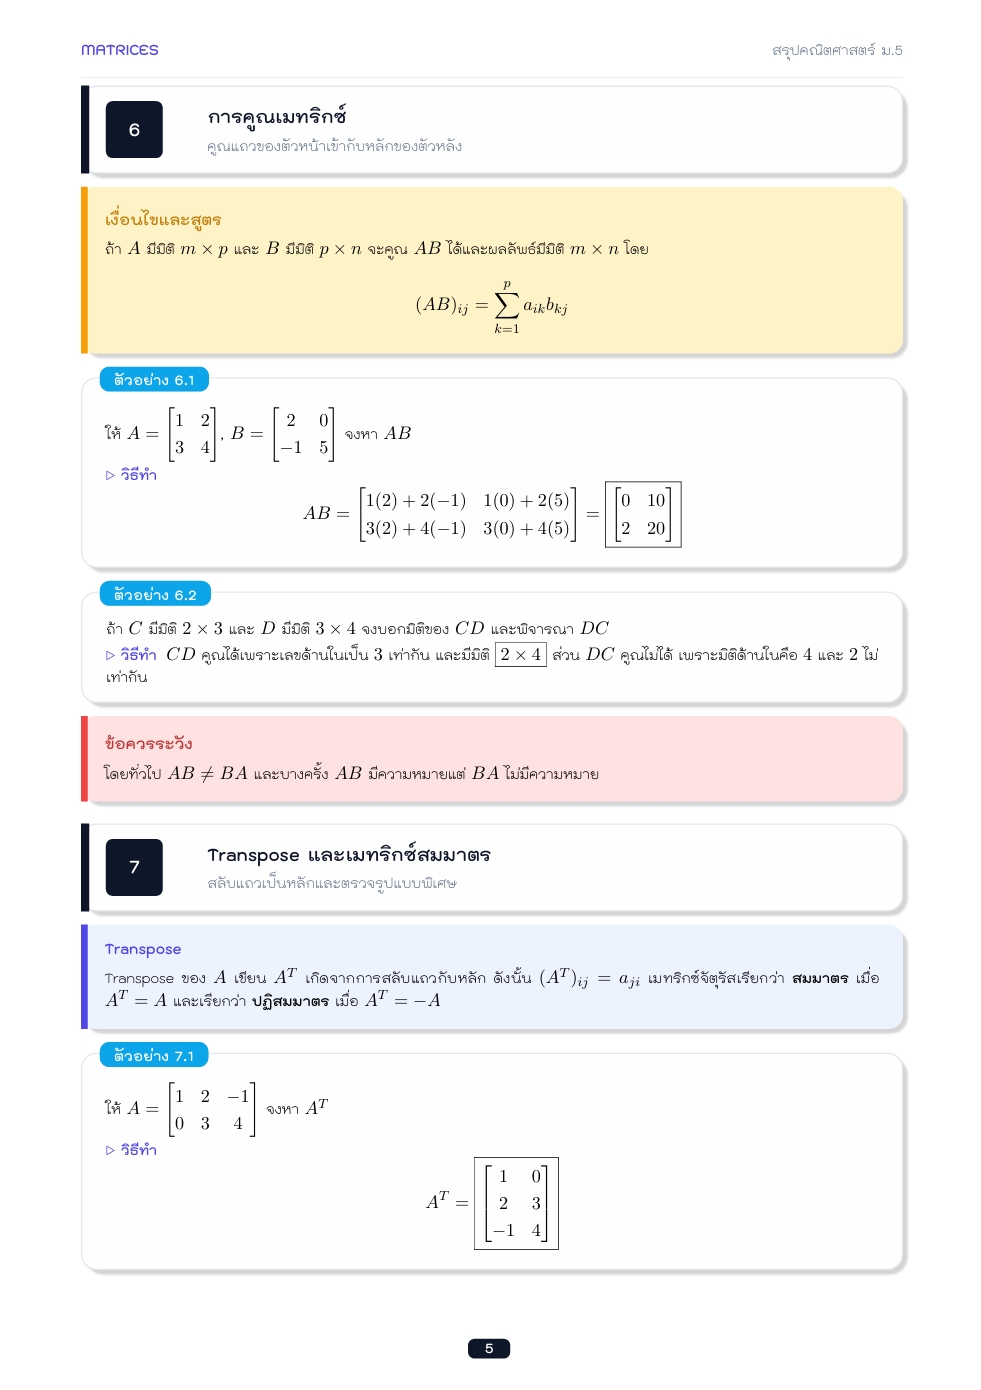 MATRICES
สรุปคณิตศาสตร์ ม.5
6
การคูณเมทริกซ์
คูณแถวของตัวหน้าเข้ากับหลักของตัวหลัง
เงื่อนไขและสูตร
ถ้า A มีมิติ m × p และ B มีมิติ p × n จะคูณ AB ได้และผลลัพธ์มีมิติ m × n โดย
(AB)_{ij} = \sum_{k=1}^{p} a_{ik}b_{kj}
ตัวอย่าง 6.1
ให้ A = \begin{bmatrix} 1 & 2 \\ 3 & 4 \end{bmatrix}, B = \begin{bmatrix} 2 & 0 \\ -1 & 5 \end{bmatrix} จงหา AB
▷ วิธีทำ
AB = \begin{bmatrix} 1(2) + 2(-1) & 1(0) + 2(5) \\ 3(2) + 4(-1) & 3(0) + 4(5) \end{bmatrix} = \begin{bmatrix} 0 & 10 \\ 2 & 20 \end{bmatrix}
ตัวอย่าง 6.2
ถ้า C มีมิติ 2 × 3 และ D มีมิติ 3 × 4 จงบอกมิติของ CD และพิจารณา DC
▷ วิธีทำ CD คูณได้เพราะเลขด้านในเป็น 3 เท่ากัน และมีมิติ 2 × 4 ส่วน DC คูณไม่ได้ เพราะมิติด้านในคือ 4 และ 2 ไม่
เท่ากัน
ข้อควรระวัง
โดยทั่วไป AB ≠ BA และบางครั้ง AB มีความหมายแต่ BA ไม่มีความหมาย
7
Transpose และเมทริกซ์สมมาตร
สลับแถวเป็นหลักและตรวจรูปแบบพิเศษ
Transpose
Transpose ของ A เขียน A^T เกิดจากการสลับแถวกับหลัก ดังนั้น (A^T)_{ij} = a_{ji} เมทริกซ์จัตุรัสเรียกว่า สมมาตร เมื่อ
A^T = A และเรียกว่า ปฏิสมมาตร เมื่อ A^T = −A
ตัวอย่าง 7.1
ให้ A = \begin{bmatrix} 1 & 2 & -1 \\ 0 & 3 & 4 \end{bmatrix} จงหา A^T
▷ วิธีทำ
A^T = \begin{bmatrix} 1 & 0 \\ 2 & 3 \\ -1 & 4 \end{bmatrix}
5